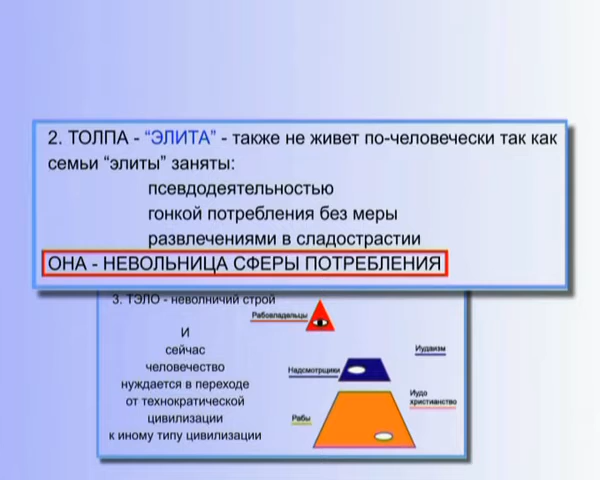 2. ТОЛПА - “ЭЛИТА” - также не живет по-человечески так как
семьи “элиты” заняты:
псевдодеятельностью
гонкой потребления без меры
развлечениями в сладострастии
ОНА - НЕВОЛЬНИЦА СФЕРЫ ПОТРЕБЛЕНИЯ
3. ТЭЛО - неволничий строй
Рабовладельцы
И
сейчас
человечество
нуждается в переходе
от технократической
цивилизации
к иному типу цивилизации
Надсмотрщики
Иудаизм
Иудо
христианство
Рабы